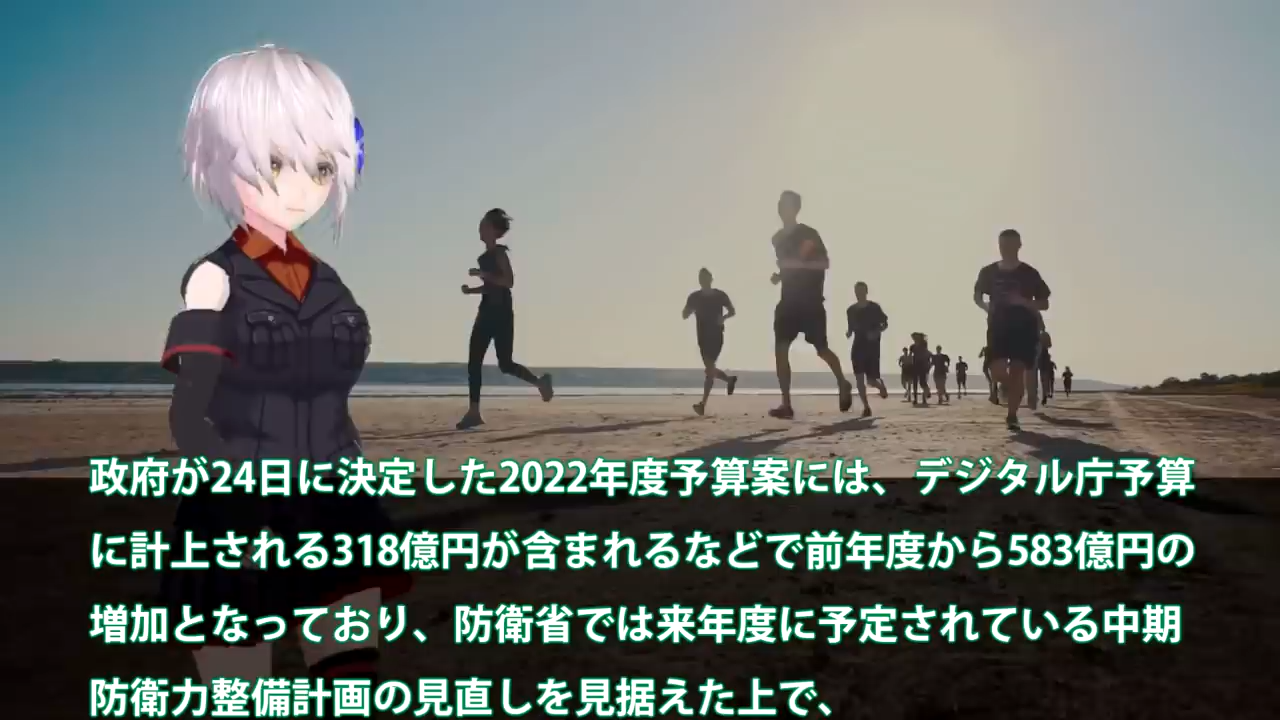 政府が24日に決定した2022年度予算案には、デジタル庁予算
に計上される318億円が含まれるなどで前年度から583億円の
増加となっており、防衛省では来年度に予定されている中期
防衛力整備計画の見直しを見据えた上で、